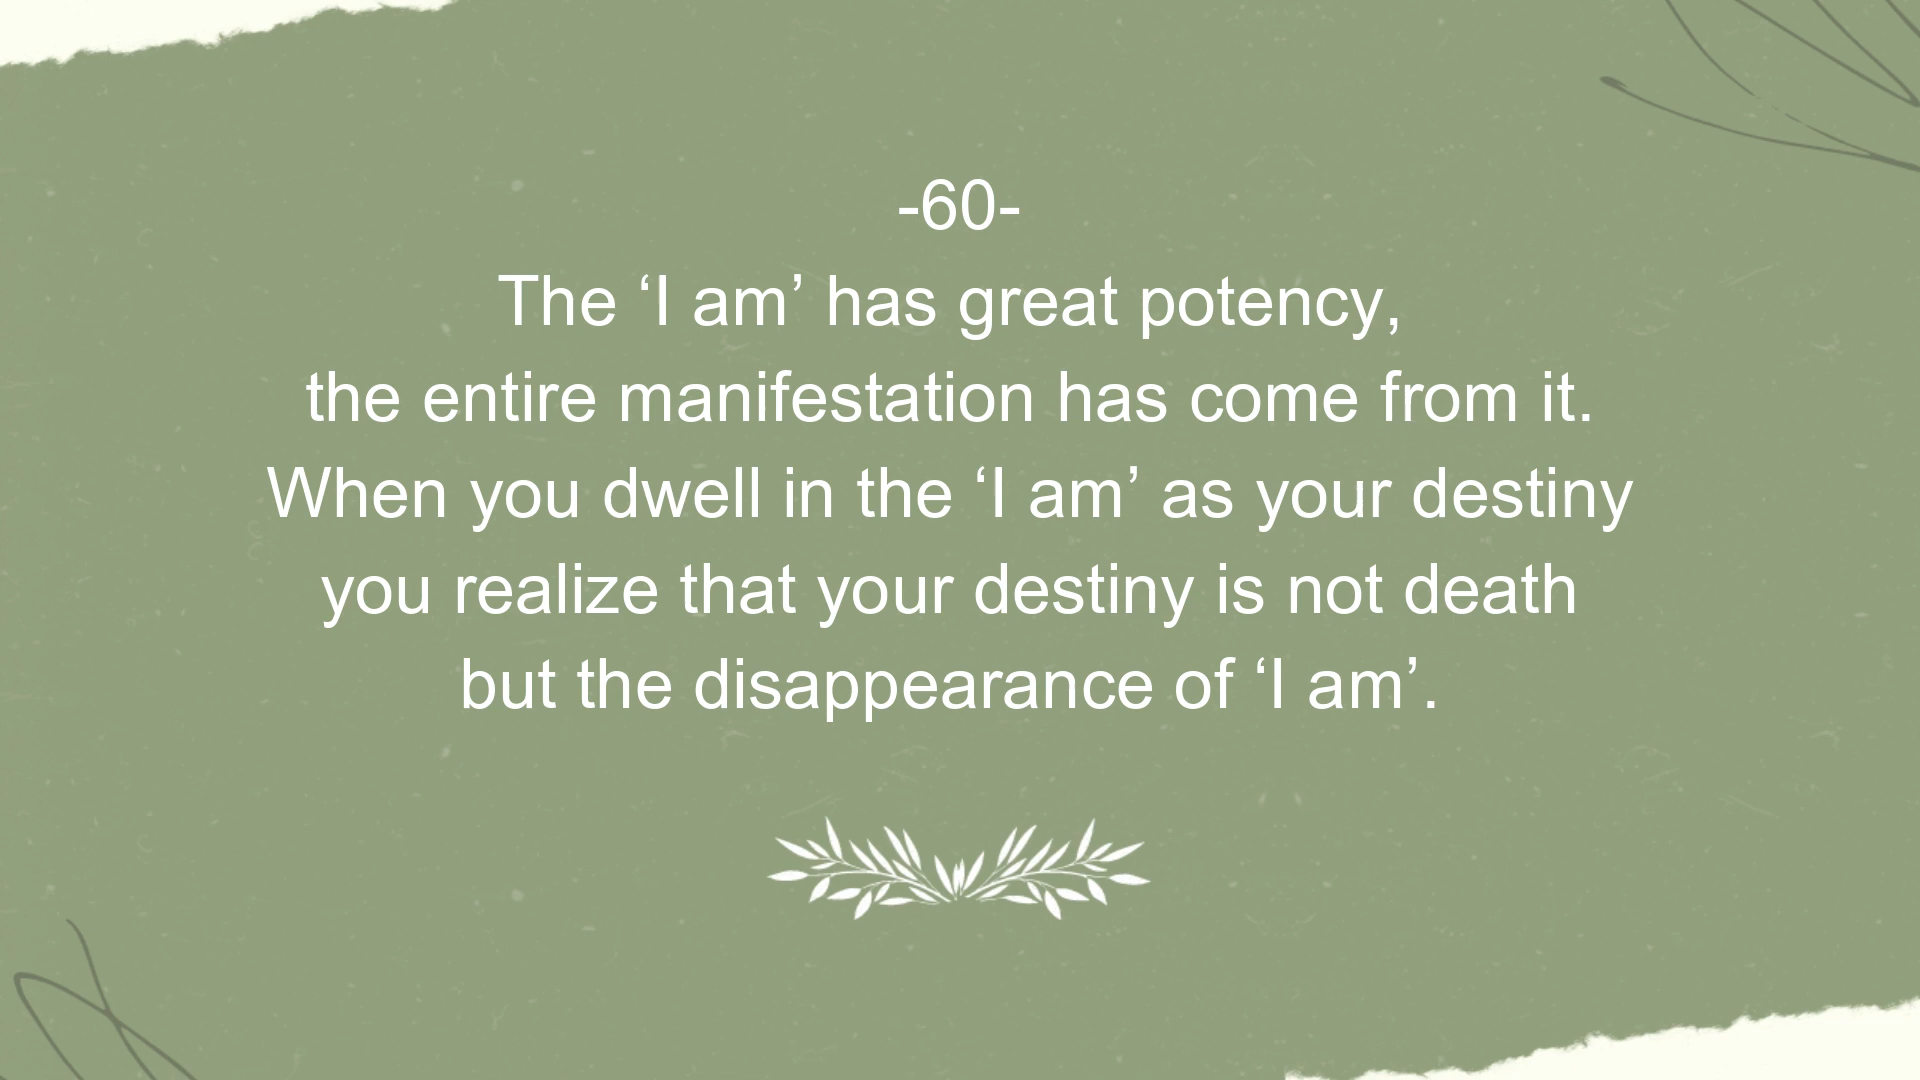 -60-
The ‘I am’ has great potency,
the entire manifestation has come from it.
When you dwell in the ‘I am’ as your destiny
you realize that your destiny is not death
but the disappearance of ‘I am’.